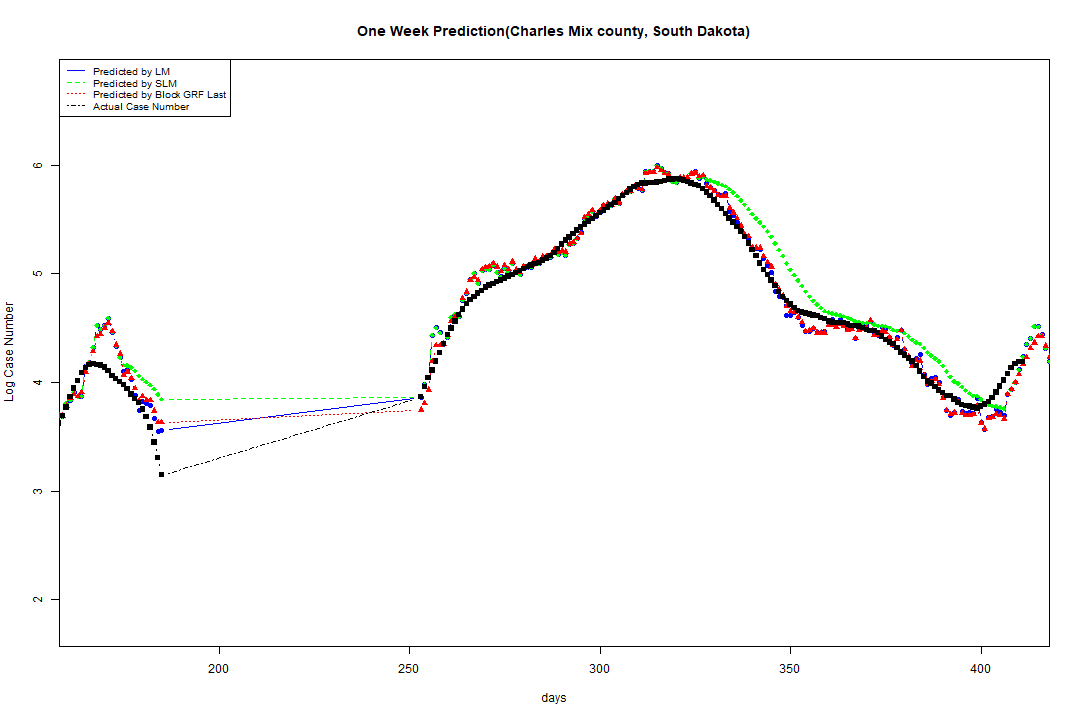 One Week Prediction(Charles Mix county, South Dakota)
Predicted by LM
Predicted by SLM
Predicted by Block GRF Last
Actual Case Number
Log Case Number
6
5
4
3
2
200 250 300 350 400
days